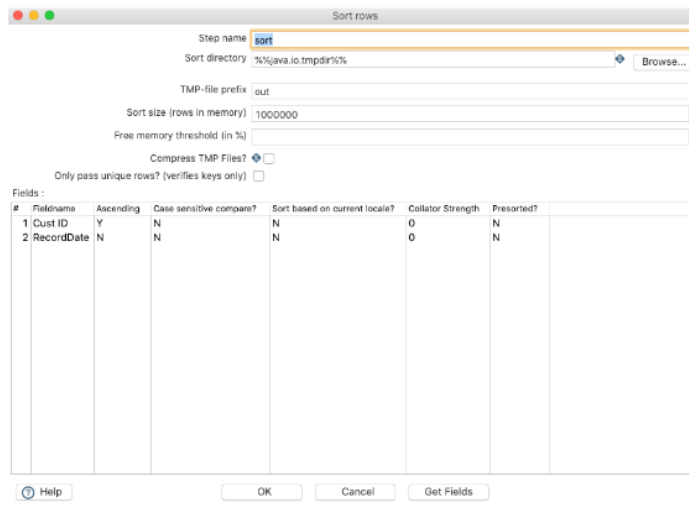 Sort rows
Step name sort
Sort directory %%java.io.tmpdir%% Browse...
TMP-file prefix out
Sort size (rows in memory) 1000000
Free memory threshold (in %)
Compress TMP Files?
Only pass unique rows? (verifies keys only)
Fields :
# Fieldname Ascending Case sensitive compare? Sort based on current locale? Collator Strength Presorted?
1 Cust ID Y N N 0 N
2 RecordDate N N N 0 N
Help OK Cancel Get Fields